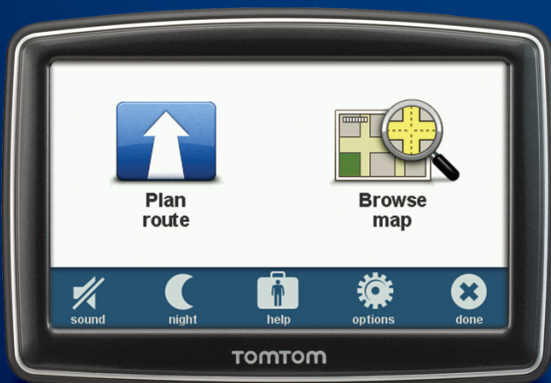 Plan
route
Browse
map
sound
night
help
options
done
TOMTOM